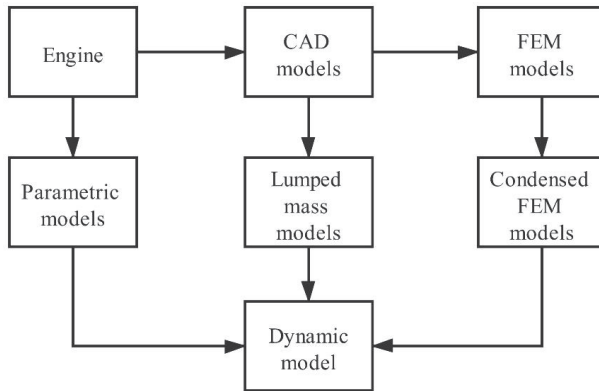 Engine
CAD
models
FEM
models
Parametric
models
Lumped
mass
models
Condensed
FEM
models
Dynamic
model